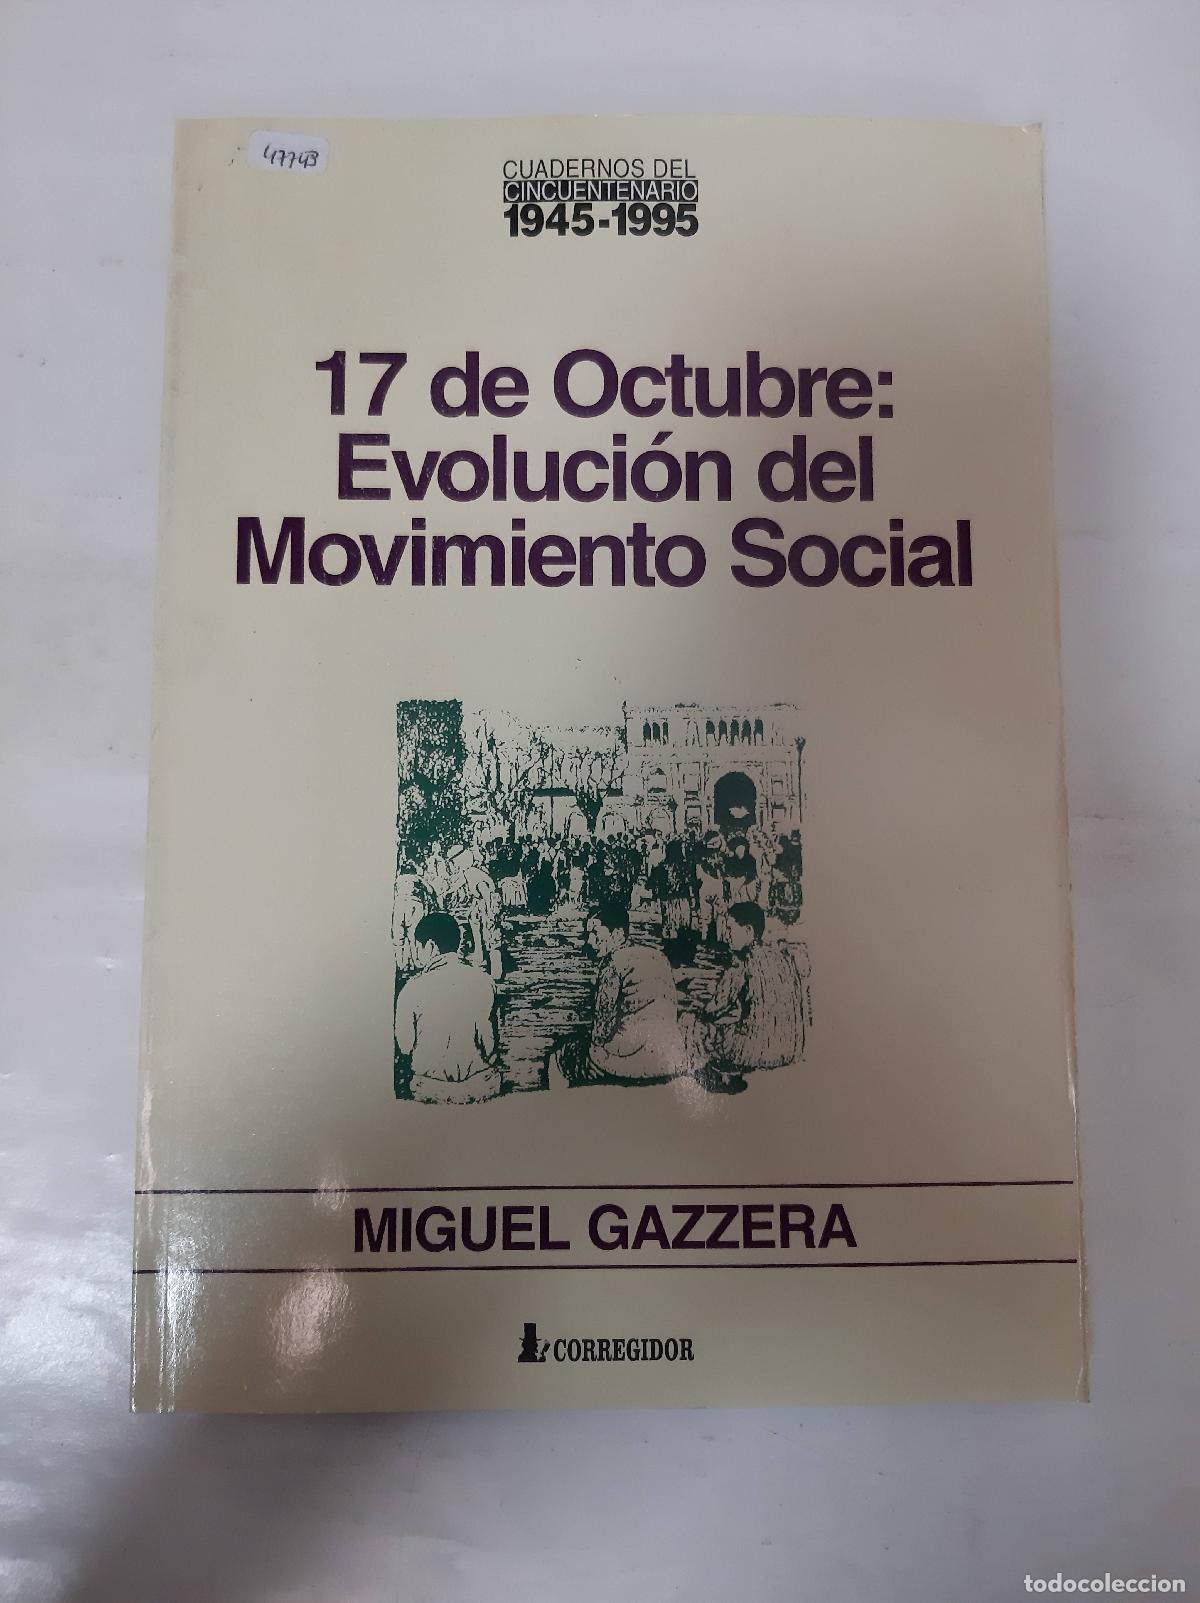 47743
CUADERNOS DEL
CINCUENTENARIO
1945-1995
17 de Octubre:
Evolución del
Movimiento Social
MIGUEL GAZZERA
CORREGIDOR
todocoleccion